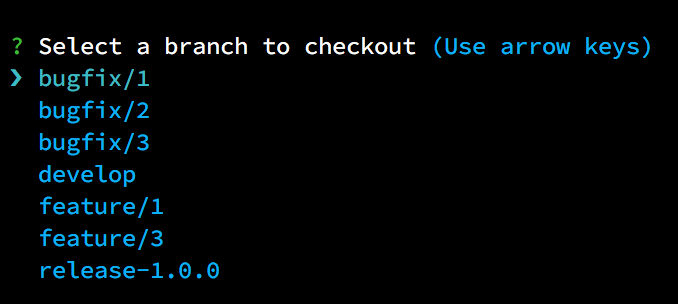 ? Select a branch to checkout (Use arrow keys)
❯ bugfix/1
bugfix/2
bugfix/3
develop
feature/1
feature/3
release-1.0.0